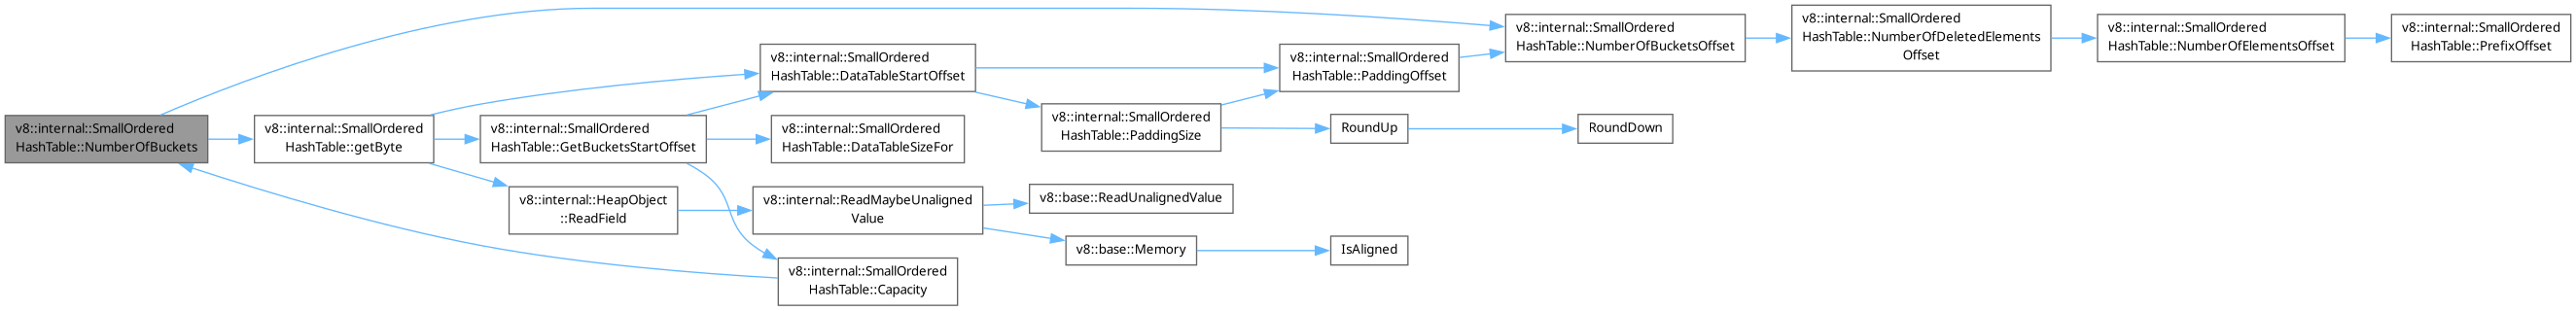 v8::internal::SmallOrdered
HashTable::NumberOfBuckets
v8::internal::SmallOrdered
HashTable::getByte
v8::internal::SmallOrdered
HashTable::GetBucketsStartOffset
v8::internal::HeapObject
::ReadField
v8::internal::SmallOrdered
HashTable::DataTableStartOffset
v8::internal::SmallOrdered
HashTable::DataTableSizeFor
v8::internal::ReadMaybeUnaligned
Value
v8::internal::SmallOrdered
HashTable::Capacity
v8::internal::SmallOrdered
HashTable::PaddingSize
v8::base::ReadUnalignedValue
v8::base::Memory
v8::internal::SmallOrdered
HashTable::PaddingOffset
RoundUp
IsAligned
v8::internal::SmallOrdered
HashTable::NumberOfBucketsOffset
RoundDown
v8::internal::SmallOrdered
HashTable::NumberOfDeletedElements
Offset
v8::internal::SmallOrdered
HashTable::NumberOfElementsOffset
v8::internal::SmallOrdered
HashTable::PrefixOffset